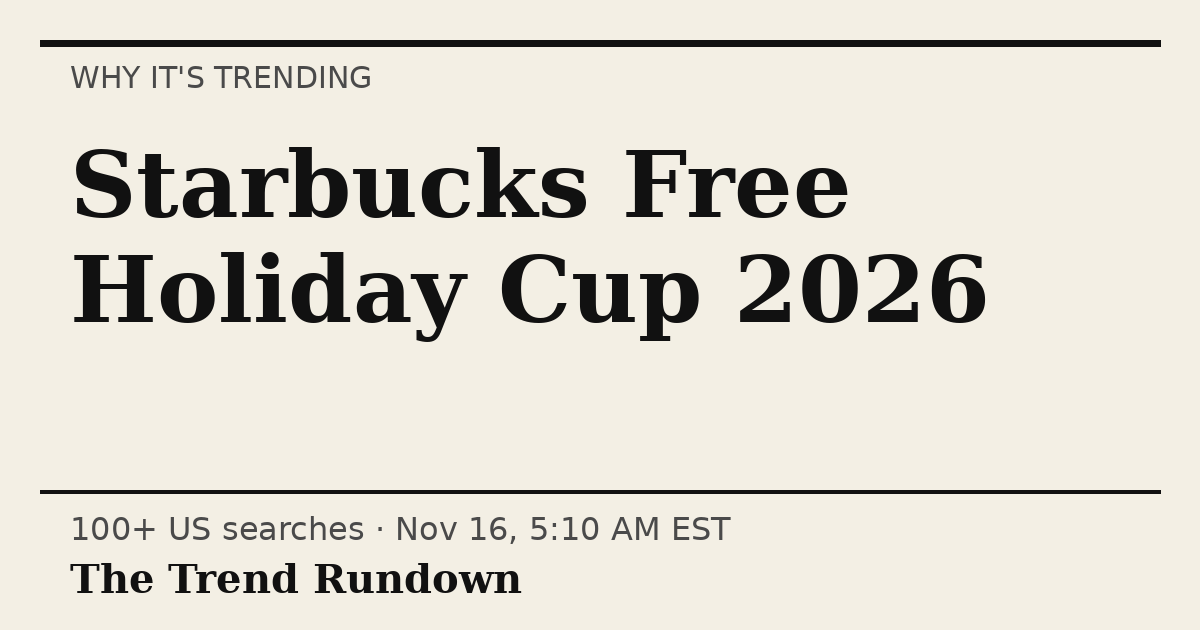 WHY IT'S TRENDING
Starbucks Free
Holiday Cup 2026
100+ US searches · Nov 16, 5:10 AM EST
The Trend Rundown